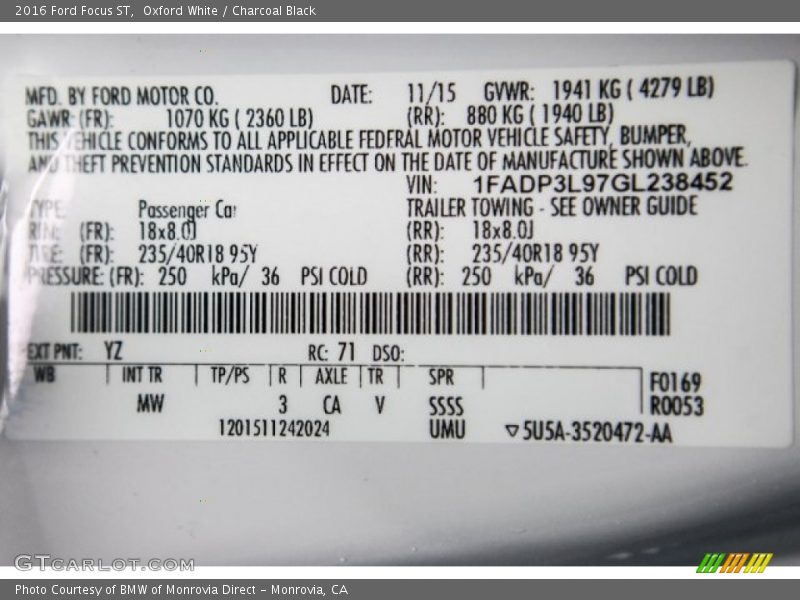 2016 Ford Focus ST,  Oxford White / Charcoal Black
MFD. BY FORD MOTOR CO. DATE: 11/15 GVWR: 1941 KG ( 4279 LB)
GAWR: (FR): 1070 KG ( 2360 LB) (RR): 880 KG ( 1940 LB)
THIS VEHICLE CONFORMS TO ALL APPLICABLE FEDERAL MOTOR VEHICLE SAFETY, BUMPER,
AND THEFT PREVENTION STANDARDS IN EFFECT ON THE DATE OF MANUFACTURE SHOWN ABOVE.
VIN: 1FADP3L97GL238452
TYPE: Passenger Car TRAILER TOWING - SEE OWNER GUIDE
RIM: (FR): 18x8.0J (RR): 18x8.0J
TIRE: (FR): 235/40R18 95Y (RR): 235/40R18 95Y
PRESSURE: (FR): 250 kPa/ 36 PSI COLD (RR): 250 kPa/ 36 PSI COLD
EXT PNT: YZ RC: 71 DSO:
WB INT TR TP/PS R AXLE TR SPR F0169
MW 3 CA V SSSS R0053
1201511242024 UMU ▽5U5A-3520472-AA
GTCARLOT.COM
Photo Courtesy of BMW of Monrovia Direct – Monrovia, CA